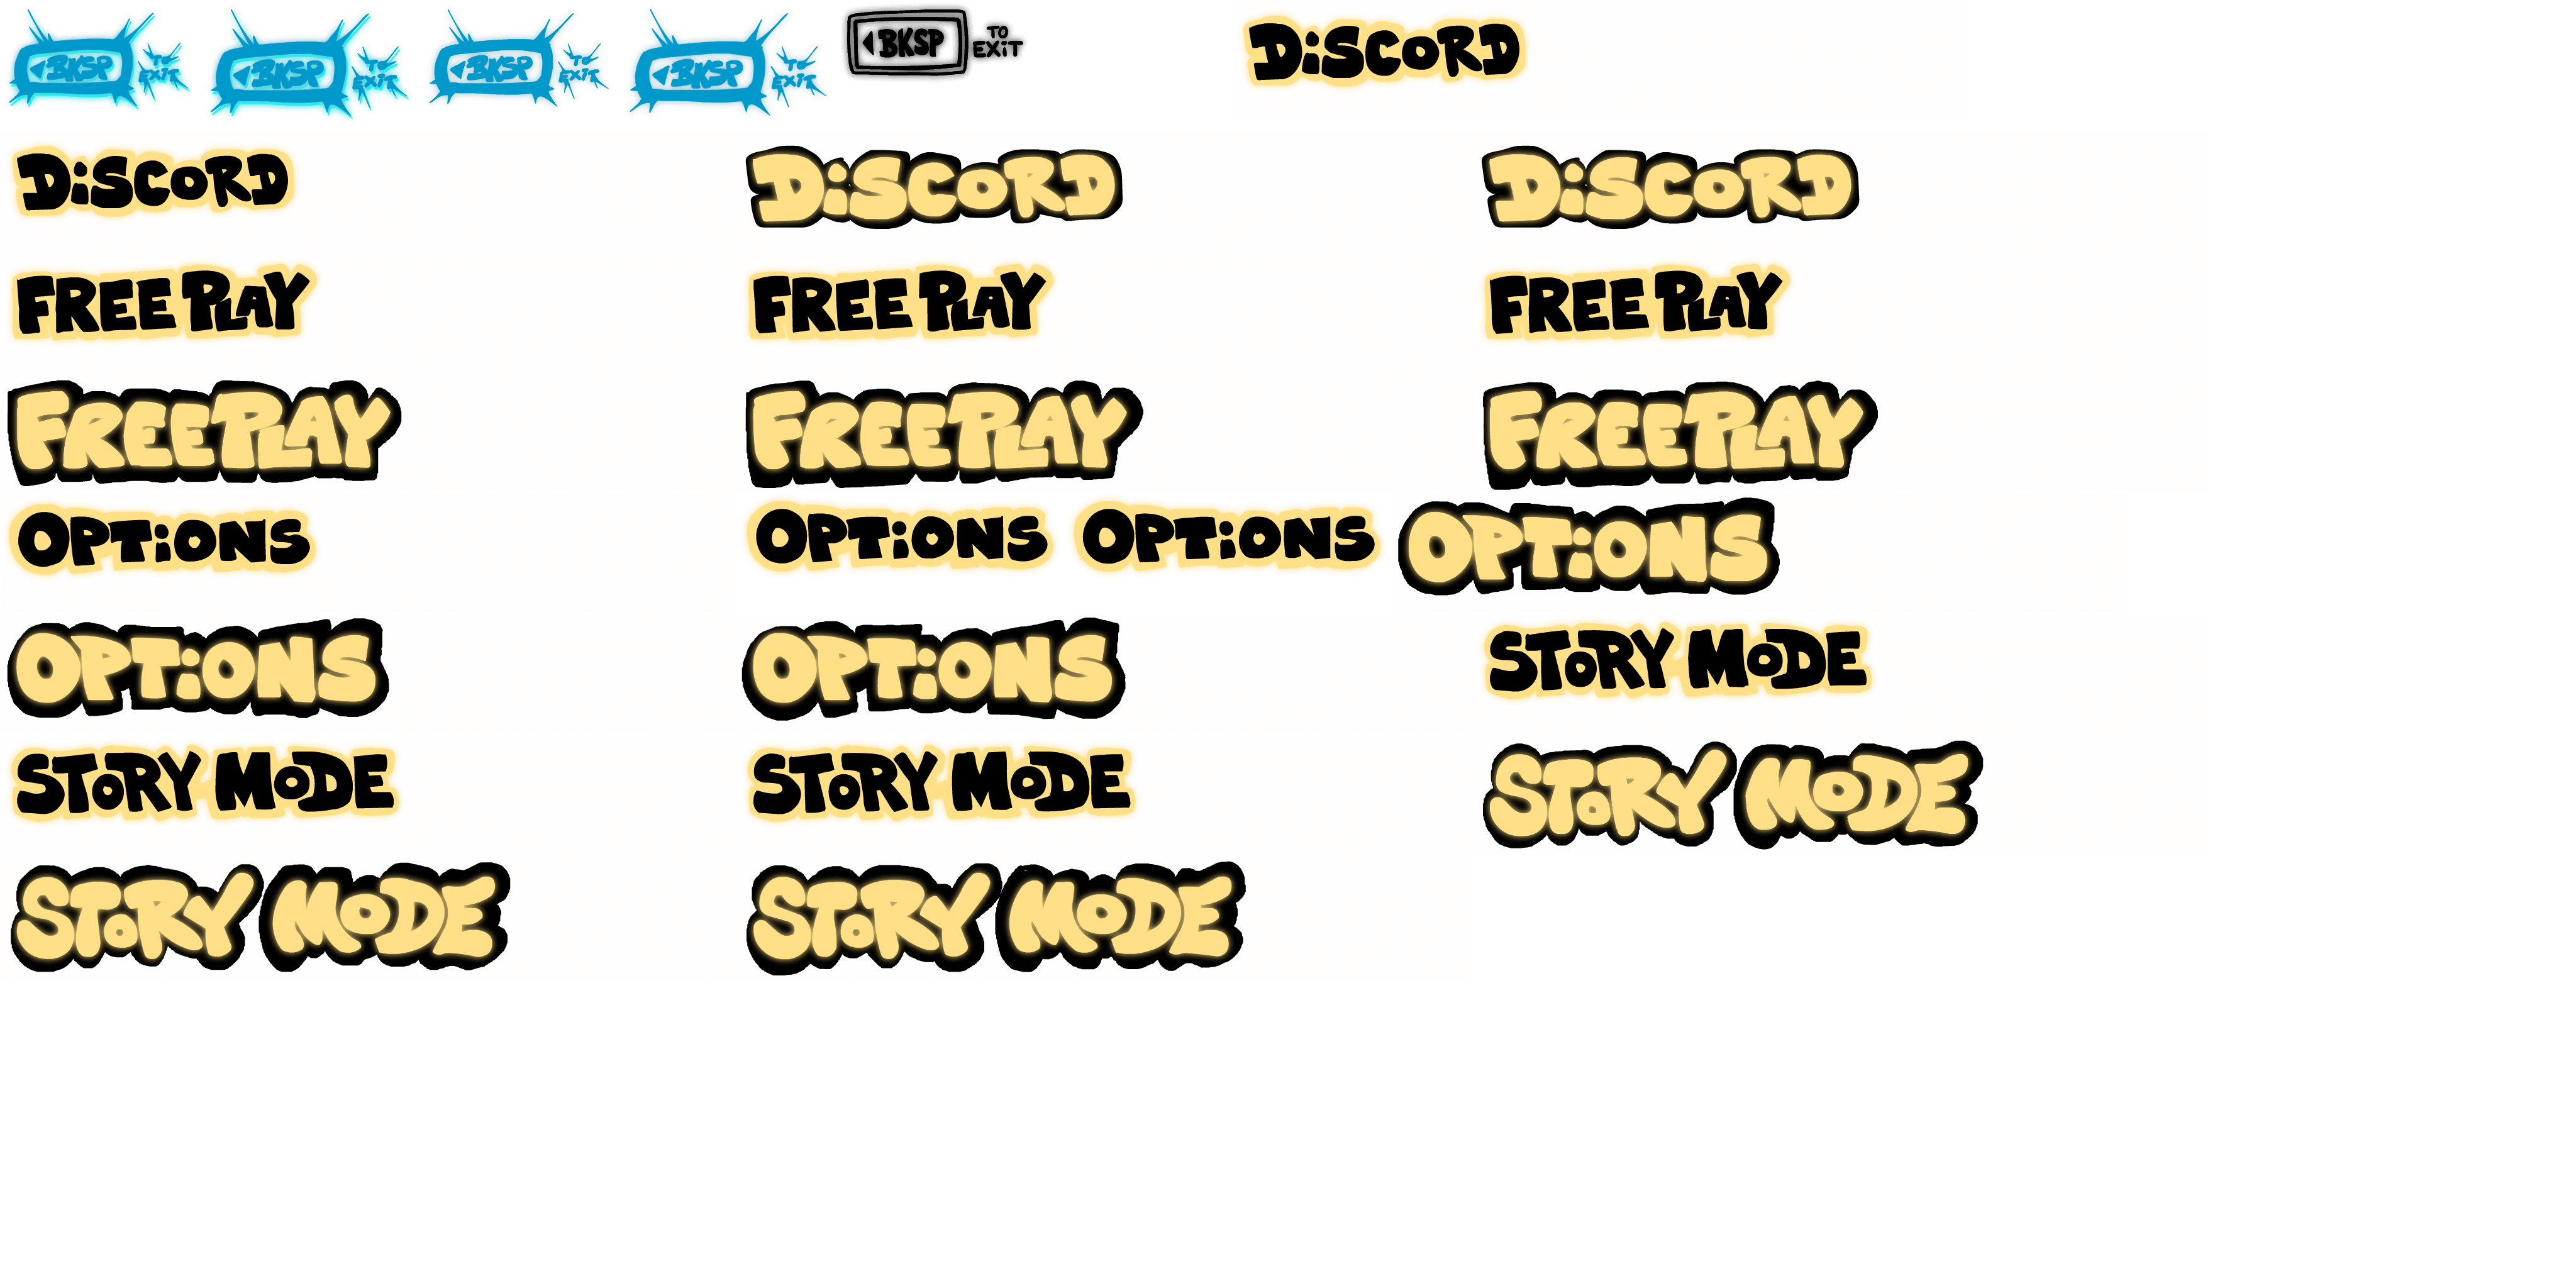 BKSP TO EXIT BKSP TO EXIT BKSP TO EXIT BKSP TO EXIT BKSP TO EXIT DiSCORD
DiSCORD DiSCORD DiSCORD
FREE PLAY FREE PLAY FREE PLAY
FREEPLAY FREEPLAY FREEPLAY
OPTiONS OPTiONS OPTiONS OPTiONS
OPTiONS OPTiONS STORY MODE
STORY MODE STORY MODE STORY MODE
STORY MODE STORY MODE